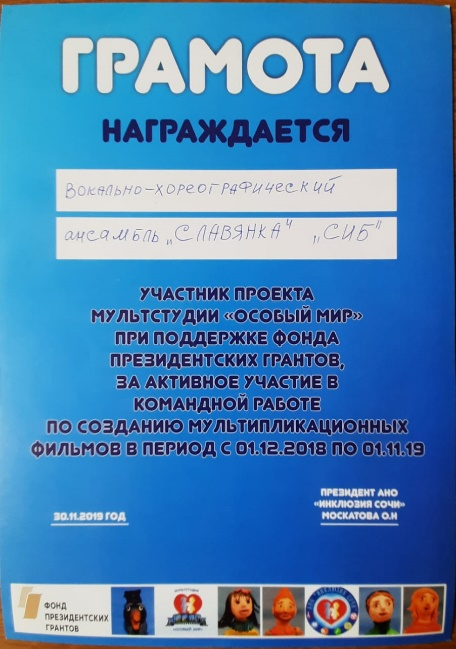 ГРАМОТА
НАГРАЖДАЕТСЯ
ВОКАЛЬНО-ХОРЕОГРАФИЧЕСКИЙ
АНСАМБЛЬ „СЛАВЯНКА" „СИБ"
УЧАСТНИК ПРОЕКТА
МУЛЬТСТУДИИ «ОСОБЫЙ МИР»
ПРИ ПОДДЕРЖКЕ ФОНДА
ПРЕЗИДЕНТСКИХ ГРАНТОВ,
ЗА АКТИВНОЕ УЧАСТИЕ В
КОМАНДНОЙ РАБОТЕ
ПО СОЗДАНИЮ МУЛЬТИПЛИКАЦИОННЫХ
ФИЛЬМОВ В ПЕРИОД С 01.12.2018 ПО 01.11.19
30.11.2019 ГОД
ПРЕЗИДЕНТ АНО
«ИНКЛЮЗИЯ СОЧИ»
МОСКАТОВА О.Н
ФОНД
ПРЕЗИДЕНТСКИХ
ГРАНТОВ